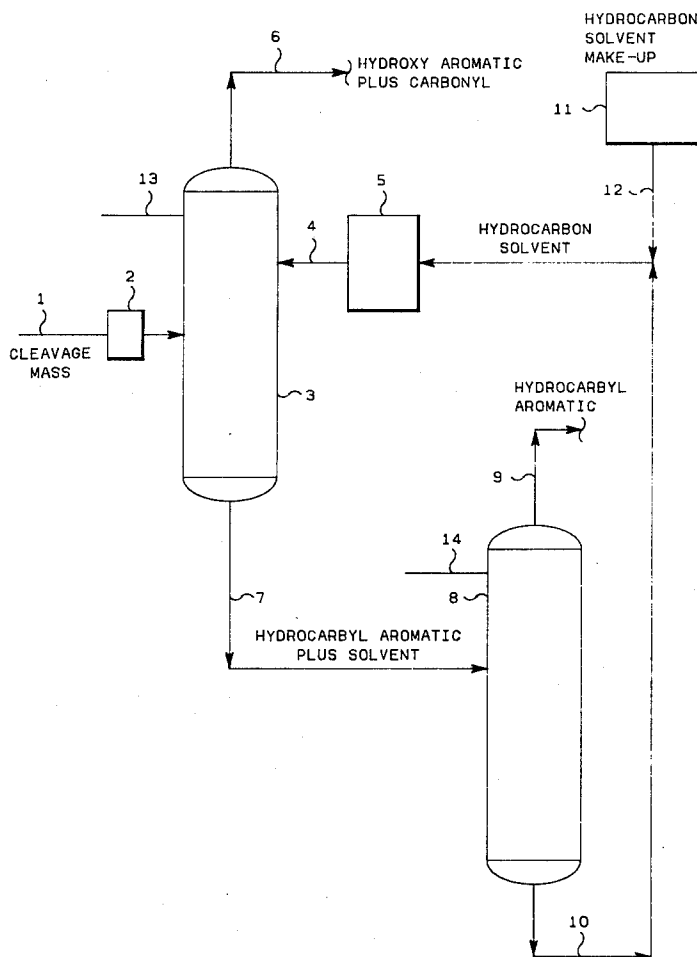 6
HYDROXY AROMATIC
PLUS CARBONYL
HYDROCARBON
SOLVENT
MAKE-UP
11
12
13
5
4
HYDROCARBON
SOLVENT
1
2
CLEAVAGE
MASS
3
HYDROCARBYL
AROMATIC
9
14
8
7
HYDROCARBYL AROMATIC
PLUS SOLVENT
10